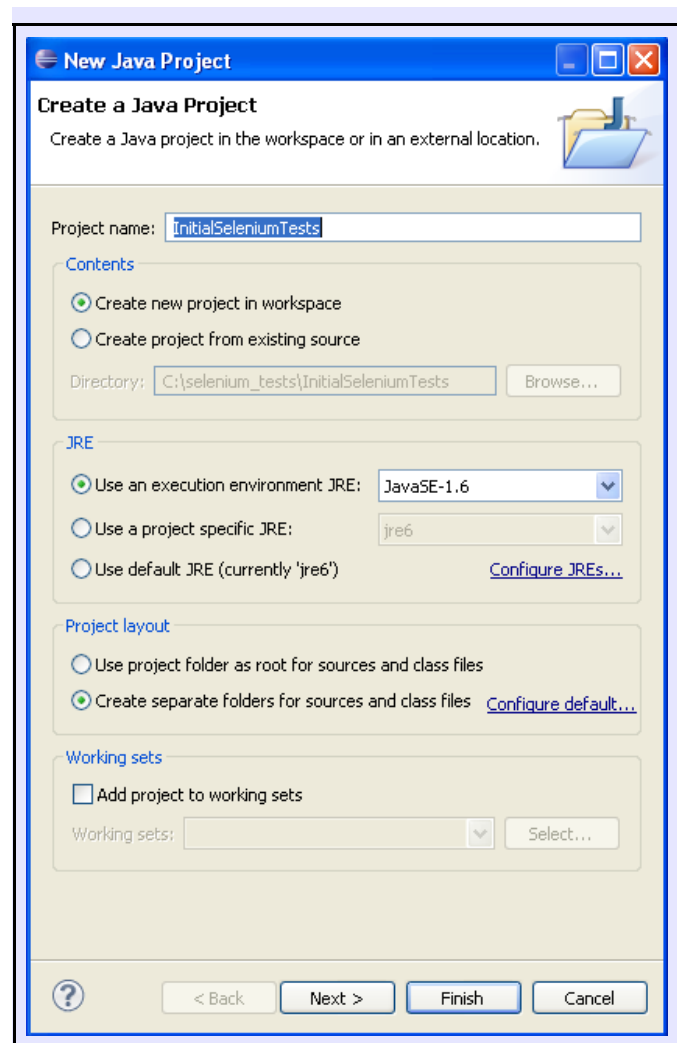 New Java Project
Create a Java Project
Create a Java project in the workspace or in an external location.
Project name: InitialSeleniumTests
Contents
Create new project in workspace
Create project from existing source
Directory: C:\selenium_tests\InitialSeleniumTests Browse...
JRE
Use an execution environment JRE: JavaSE-1.6
Use a project specific JRE: jre6
Use default JRE (currently 'jre6') Configure JREs...
Project layout
Use project folder as root for sources and class files
Create separate folders for sources and class files Configure default...
Working sets
Add project to working sets
Working sets: Select...
? < Back Next > Finish Cancel